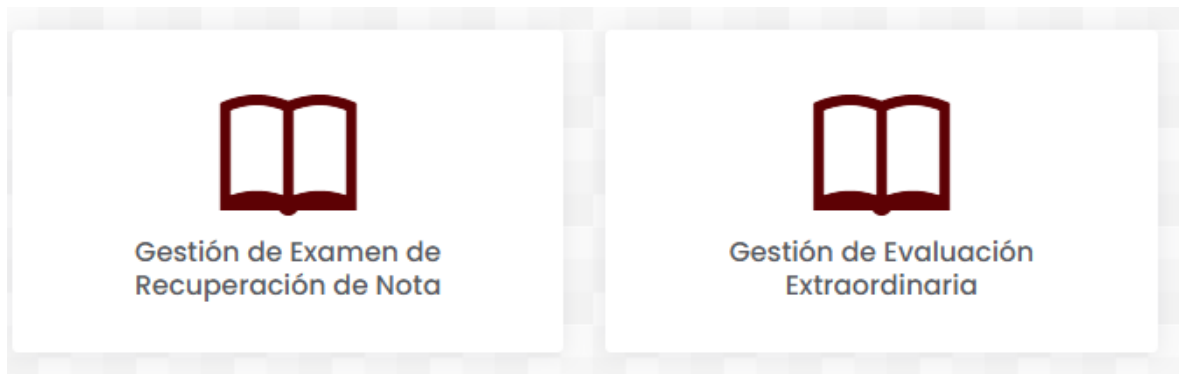 Gestión de Examen de
Recuperación de Nota
Gestión de Evaluación
Extraordinaria